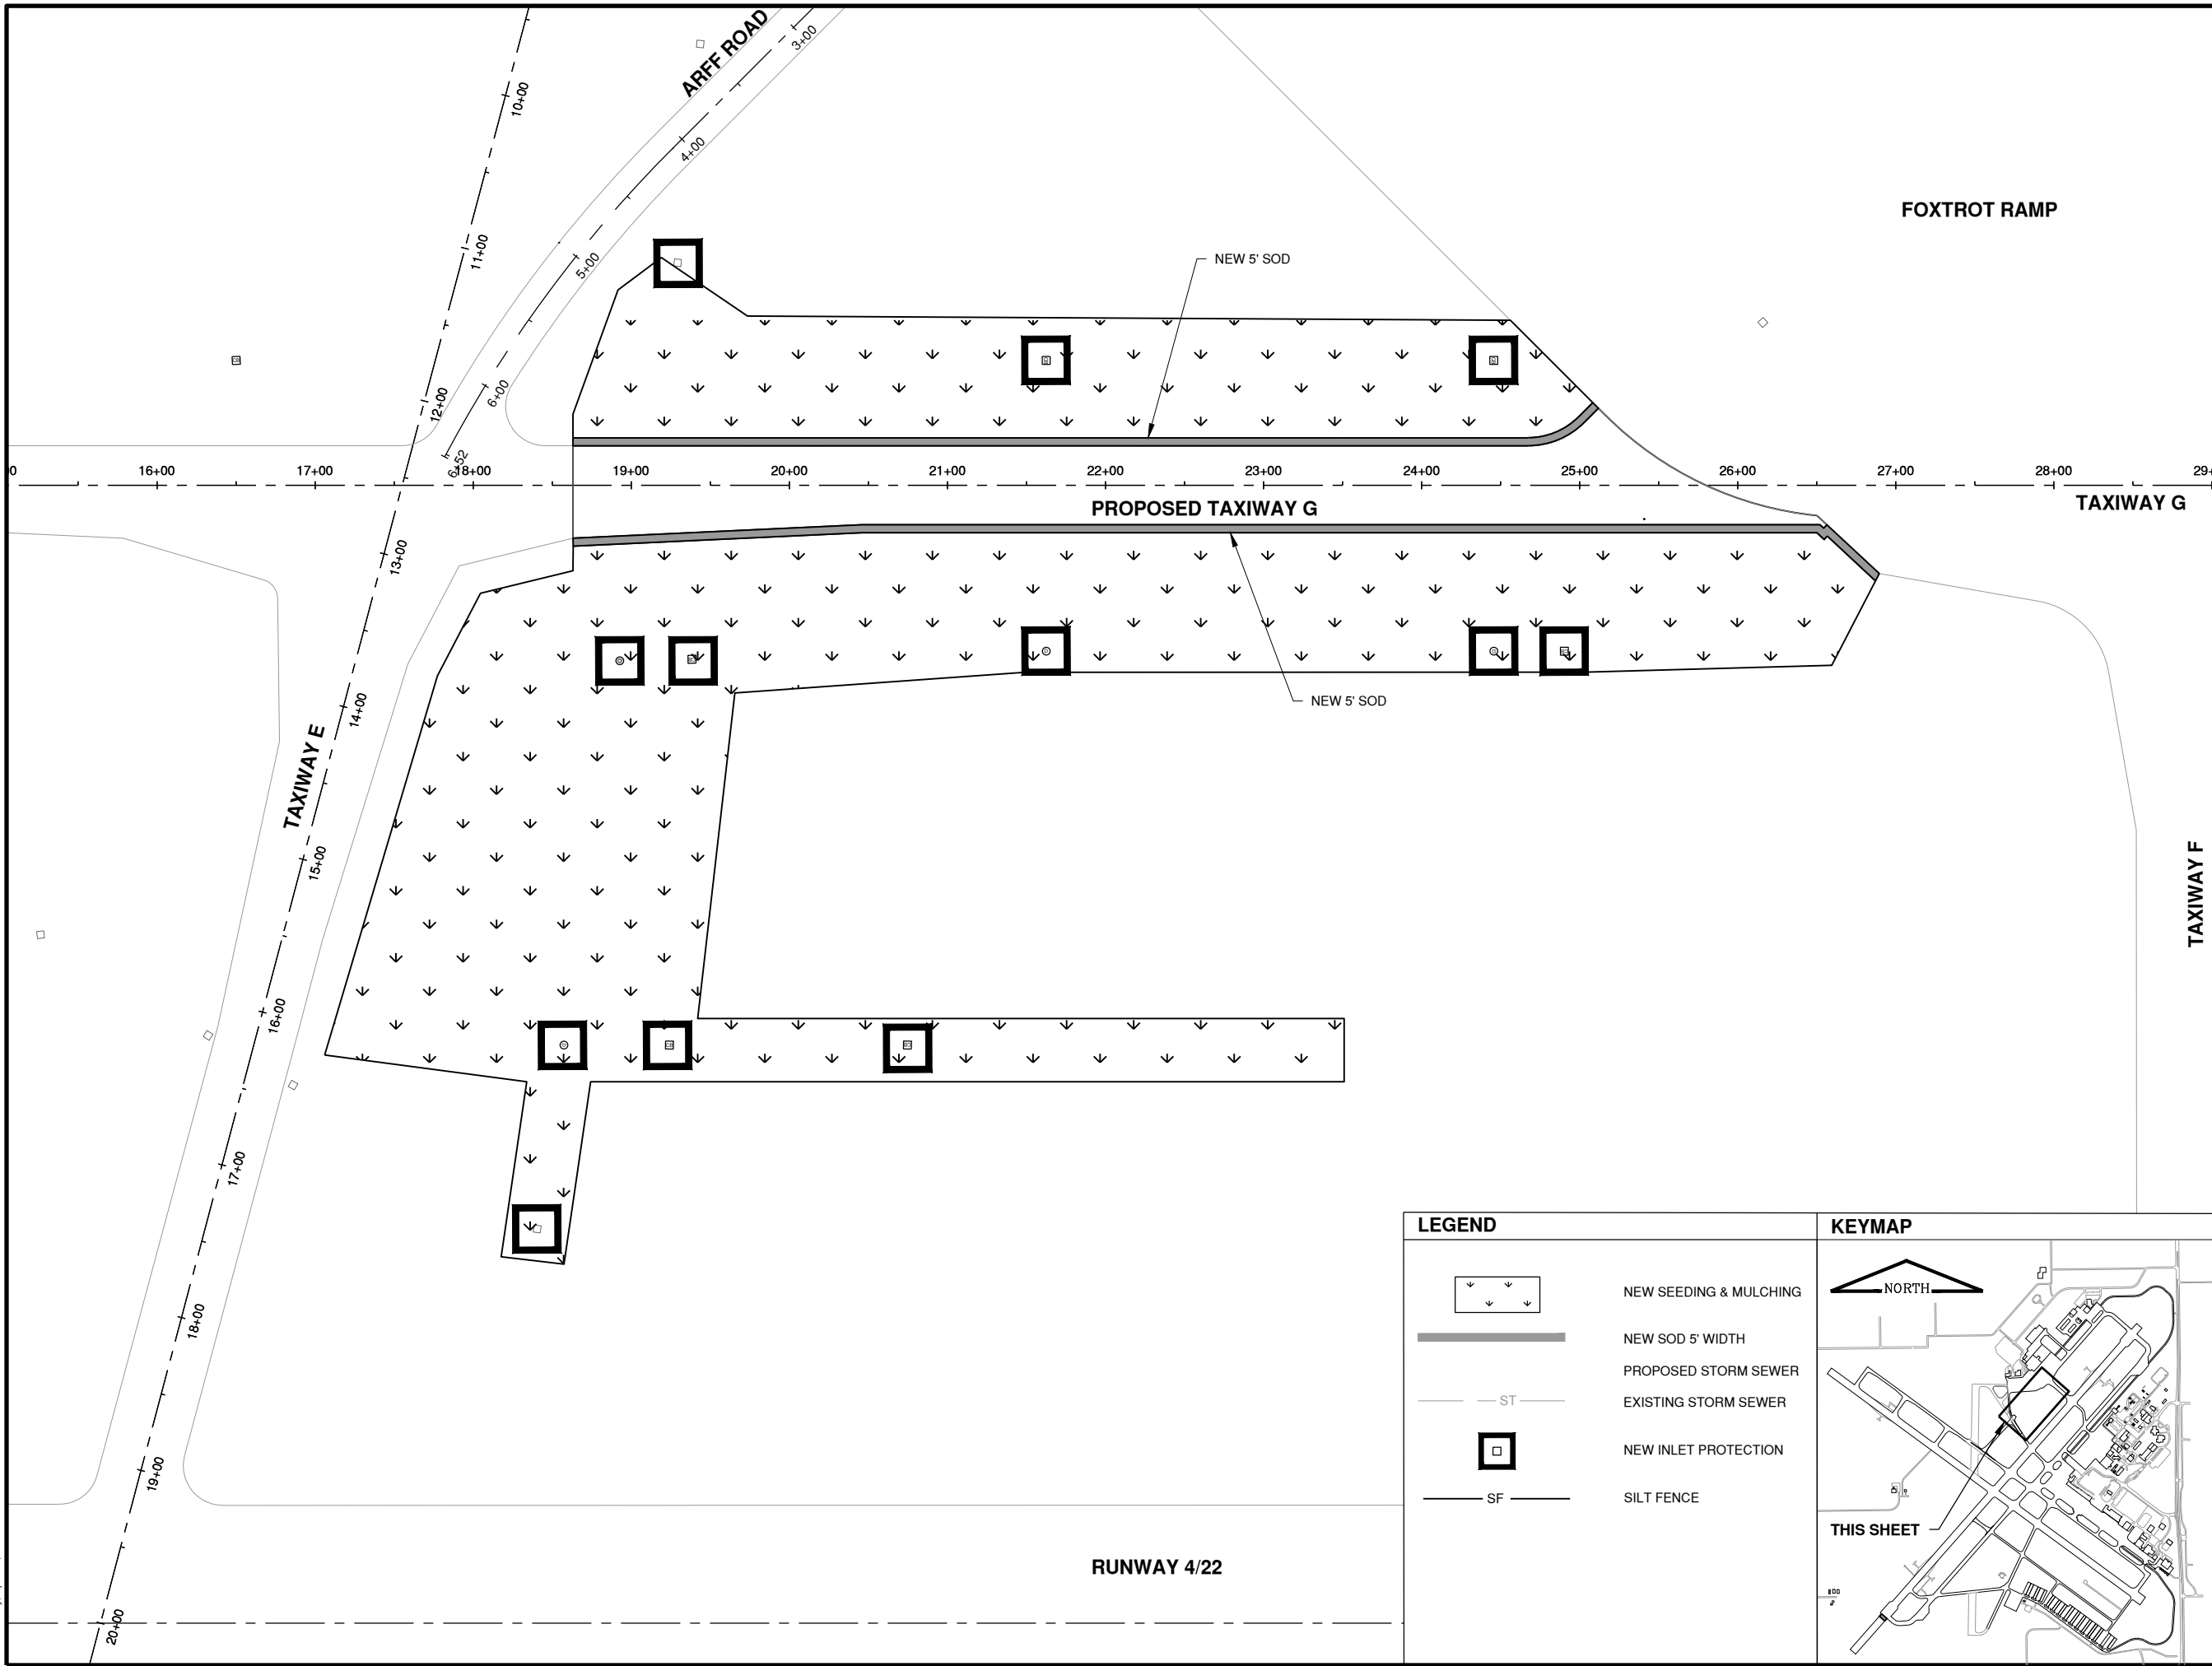 ARFF ROAD
3+00
4+00
5+00
6+00
6+52
10+00
11+00
12+00
13+00
14+00
15+00
16+00
17+00
18+00
19+00
20+00
FOXTROT RAMP
NEW 5' SOD
16+00
17+00
18+00
19+00
20+00
21+00
22+00
23+00
24+00
25+00
26+00
27+00
28+00
PROPOSED TAXIWAY G
TAXIWAY G
NEW 5' SOD
TAXIWAY E
TAXIWAY F
RUNWAY 4/22
LEGEND
NEW SEEDING & MULCHING
NEW SOD 5' WIDTH
PROPOSED STORM SEWER
ST
EXISTING STORM SEWER
NEW INLET PROTECTION
SF
SILT FENCE
KEYMAP
NORTH
THIS SHEET